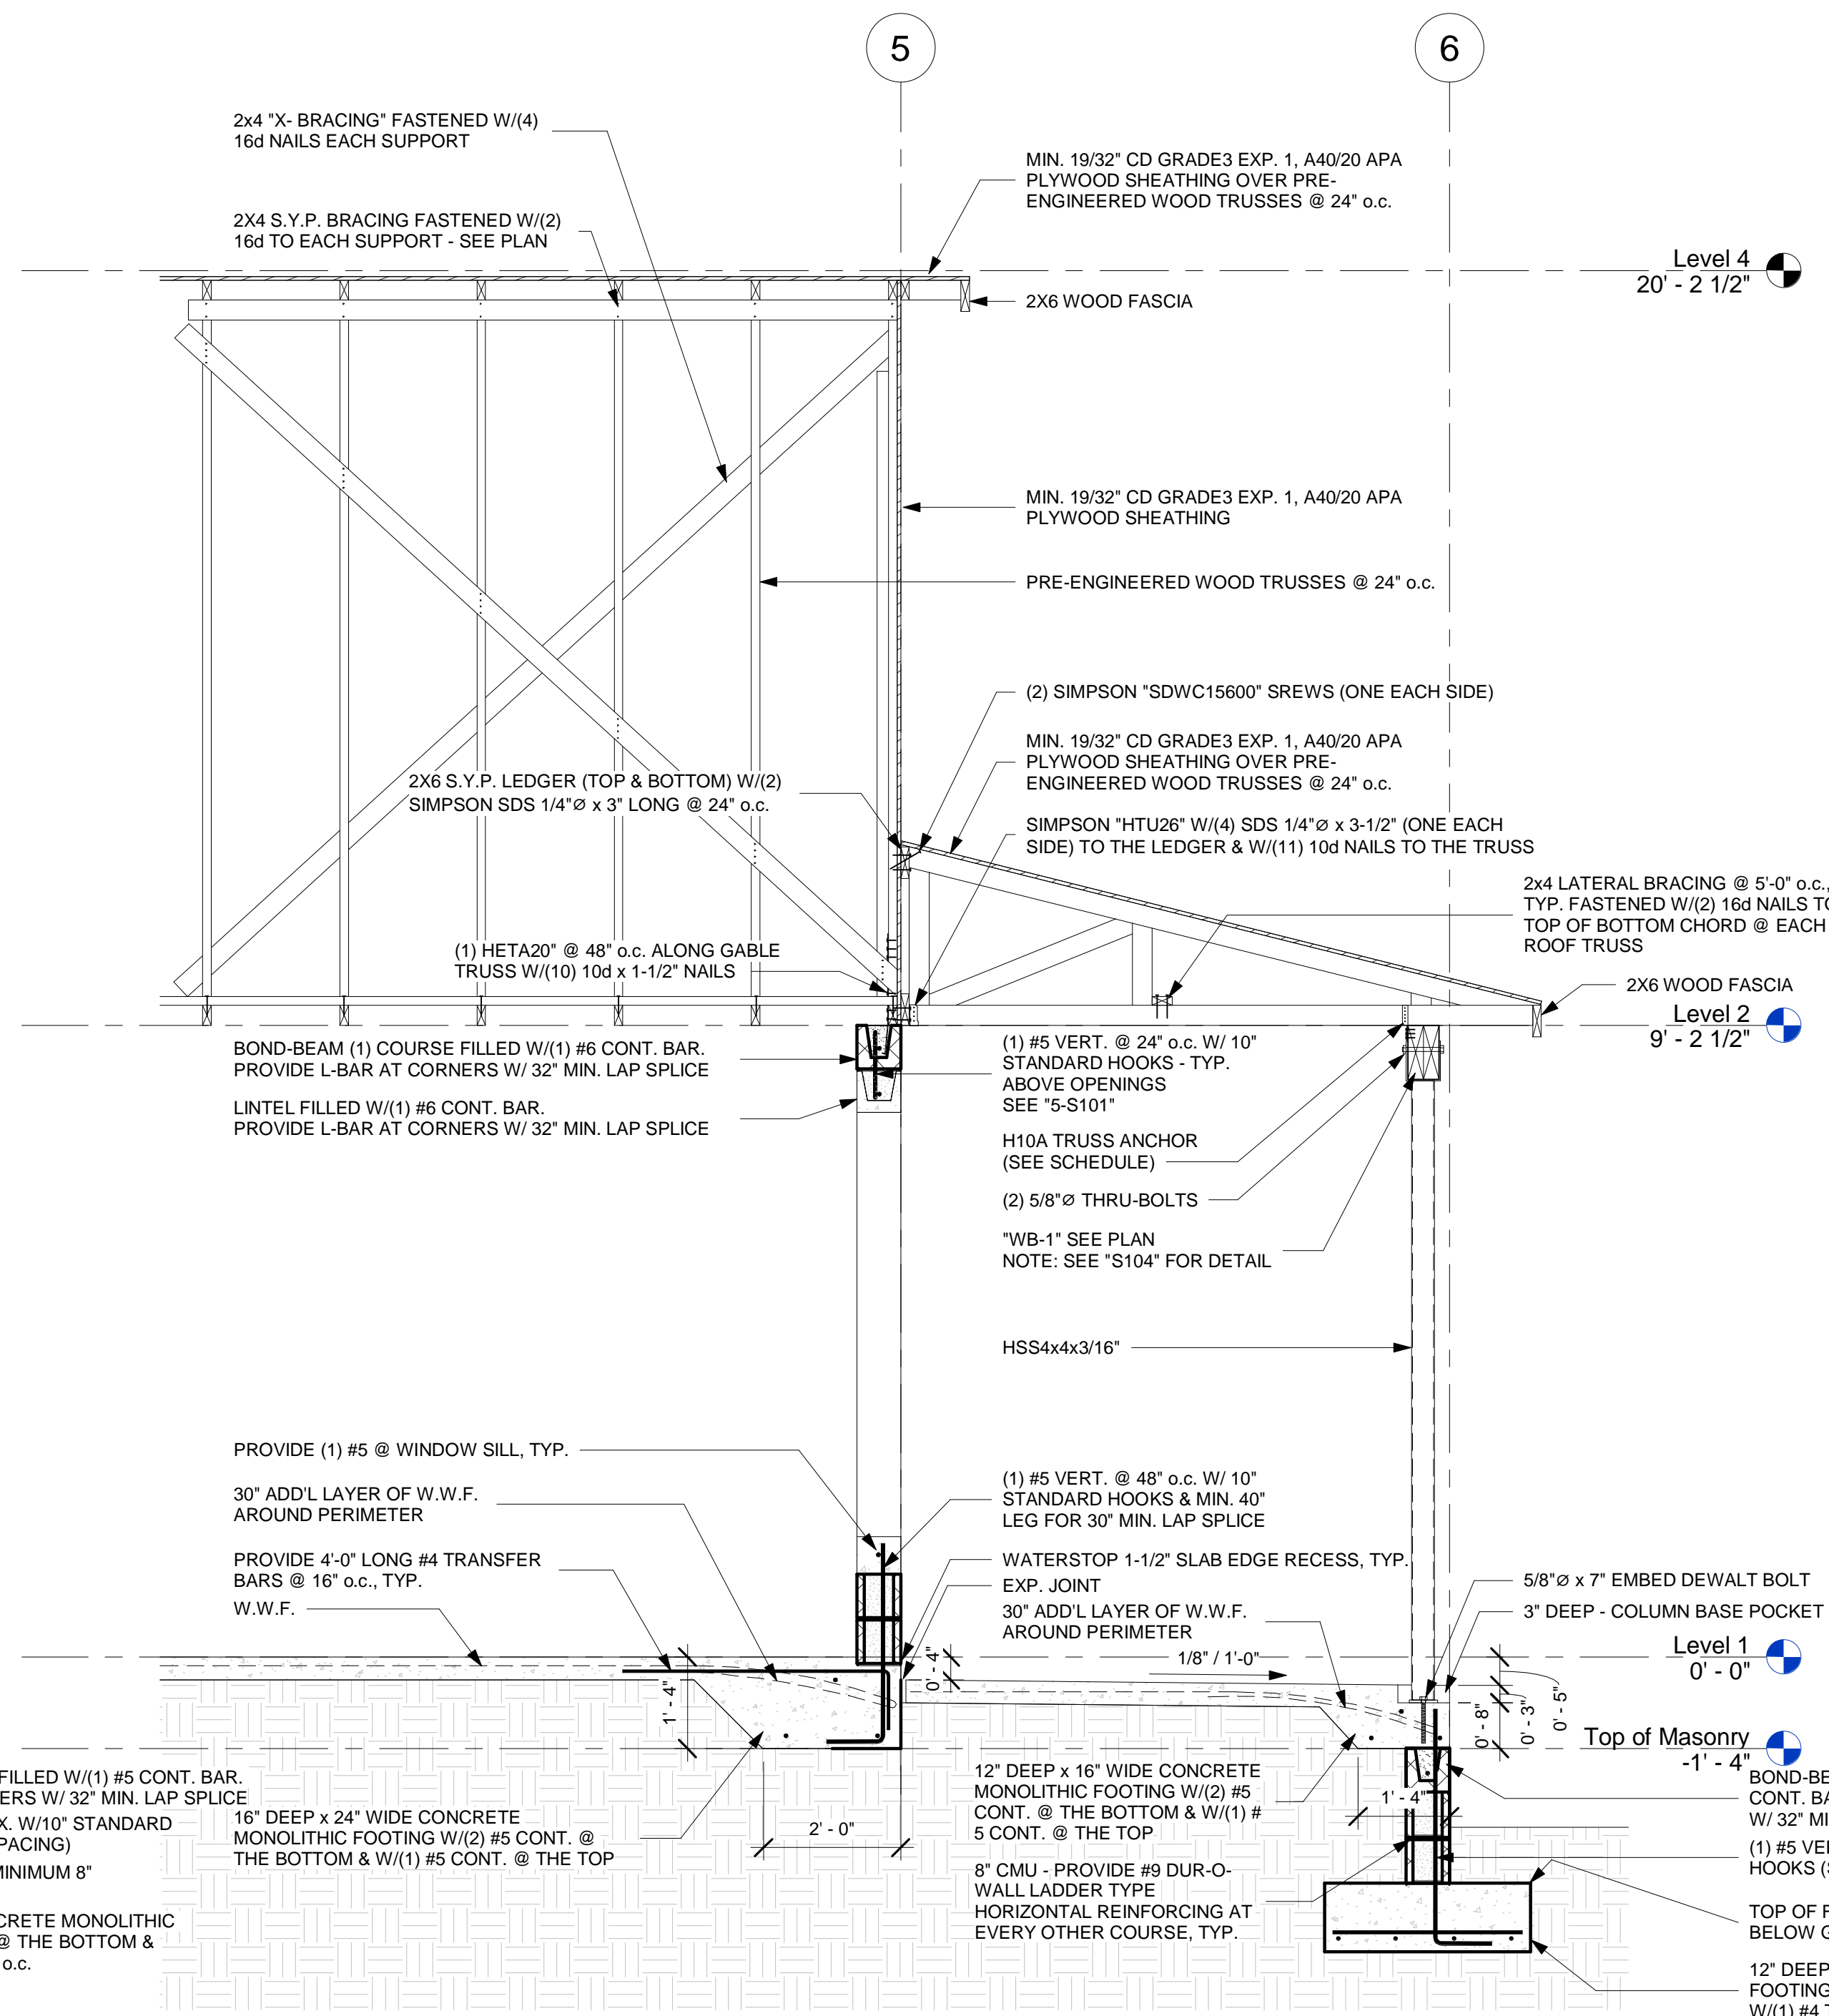 5
6
2x4 "X- BRACING" FASTENED W/(4)
16d NAILS EACH SUPPORT
MIN. 19/32" CD GRADE3 EXP. 1, A40/20 APA
PLYWOOD SHEATHING OVER PRE-
ENGINEERED WOOD TRUSSES @ 24" o.c.
2X4 S.Y.P. BRACING FASTENED W/(2)
16d TO EACH SUPPORT - SEE PLAN
Level 4
20' - 2 1/2"
2X6 WOOD FASCIA
MIN. 19/32" CD GRADE3 EXP. 1, A40/20 APA
PLYWOOD SHEATHING
PRE-ENGINEERED WOOD TRUSSES @ 24" o.c.
(2) SIMPSON "SDWC15600" SREWS (ONE EACH SIDE)
MIN. 19/32" CD GRADE3 EXP. 1, A40/20 APA
PLYWOOD SHEATHING OVER PRE-
ENGINEERED WOOD TRUSSES @ 24" o.c.
2X6 S.Y.P. LEDGER (TOP & BOTTOM) W/(2)
SIMPSON SDS 1/4"Ø x 3" LONG @ 24" o.c.
SIMPSON "HTU26" W/(4) SDS 1/4"Ø x 3-1/2" (ONE EACH
SIDE) TO THE LEDGER & W/(11) 10d NAILS TO THE TRUSS
2x4 LATERAL BRACING @ 5'-0" o.c.,
TYP. FASTENED W/(2) 16d NAILS TO
TOP OF BOTTOM CHORD @ EACH
ROOF TRUSS
(1) HETA20" @ 48" o.c. ALONG GABLE
TRUSS W/(10) 10d x 1-1/2" NAILS
2X6 WOOD FASCIA
Level 2
9' - 2 1/2"
BOND-BEAM (1) COURSE FILLED W/(1) #6 CONT. BAR.
PROVIDE L-BAR AT CORNERS W/ 32" MIN. LAP SPLICE
(1) #5 VERT. @ 24" o.c. W/ 10"
STANDARD HOOKS - TYP.
ABOVE OPENINGS
SEE "5-S101"
LINTEL FILLED W/(1) #6 CONT. BAR.
PROVIDE L-BAR AT CORNERS W/ 32" MIN. LAP SPLICE
H10A TRUSS ANCHOR
(SEE SCHEDULE)
(2) 5/8"Ø THRU-BOLTS
"WB-1" SEE PLAN
NOTE: SEE "S104" FOR DETAIL
HSS4x4x3/16"
PROVIDE (1) #5 @ WINDOW SILL, TYP.
30" ADD'L LAYER OF W.W.F.
AROUND PERIMETER
(1) #5 VERT. @ 48" o.c. W/ 10"
STANDARD HOOKS & MIN. 40"
LEG FOR 30" MIN. LAP SPLICE
PROVIDE 4'-0" LONG #4 TRANSFER
BARS @ 16" o.c., TYP.
WATERSTOP 1-1/2" SLAB EDGE RECESS, TYP.
EXP. JOINT
W.W.F.
30" ADD'L LAYER OF W.W.F.
AROUND PERIMETER
5/8"Ø x 7" EMBED DEWALT BOLT
3" DEEP - COLUMN BASE POCKET
Level 1
0' - 0"
1/8" / 1'-0"
1' - 4"
0' - 4"
0' - 8"
0' - 3"
0' - 5"
Top of Masonry
-1' - 4"
FILLED W/(1) #5 CONT. BAR.
ERS W/ 32" MIN. LAP SPLICE
X. W/10" STANDARD
PACING)
MINIMUM 8"
CRETE MONOLITHIC
@ THE BOTTOM &
o.c.
16" DEEP x 24" WIDE CONCRETE
MONOLITHIC FOOTING W/(2) #5 CONT. @
THE BOTTOM & W/(1) #5 CONT. @ THE TOP
2' - 0"
12" DEEP x 16" WIDE CONCRETE
MONOLITHIC FOOTING W/(2) #5
CONT. @ THE BOTTOM & W/(1) #
5 CONT. @ THE TOP
1' - 4"
8" CMU - PROVIDE #9 DUR-O-
WALL LADDER TYPE
HORIZONTAL REINFORCING AT
EVERY OTHER COURSE, TYP.
BOND-BE
CONT. BA
W/ 32" MI
(1) #5 VE
HOOKS (
TOP OF F
BELOW G
12" DEEP
FOOTING
W/(1) #4